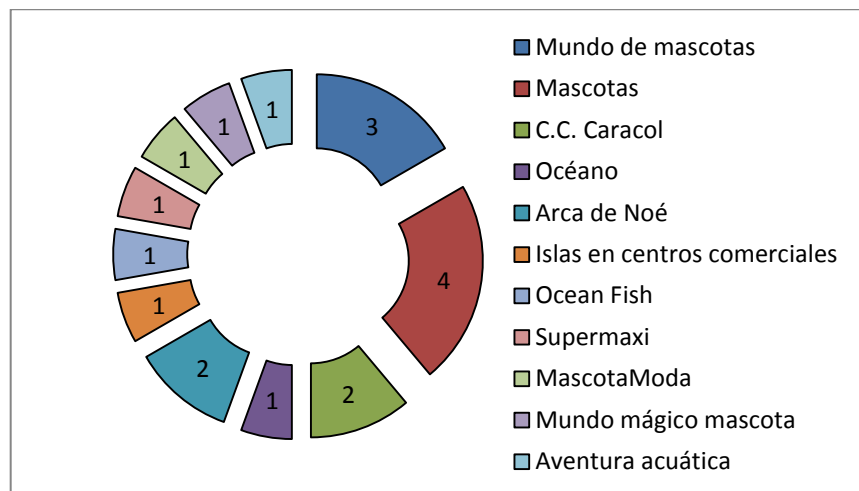 Mundo de mascotas
Mascotas
C.C. Caracol
Océano
Arca de Noé
Islas en centros comerciales
Ocean Fish
Supermaxi
MascotaModa
Mundo mágico mascota
Aventura acuática
3
4
2
1
2
1
1
1
1
1
1